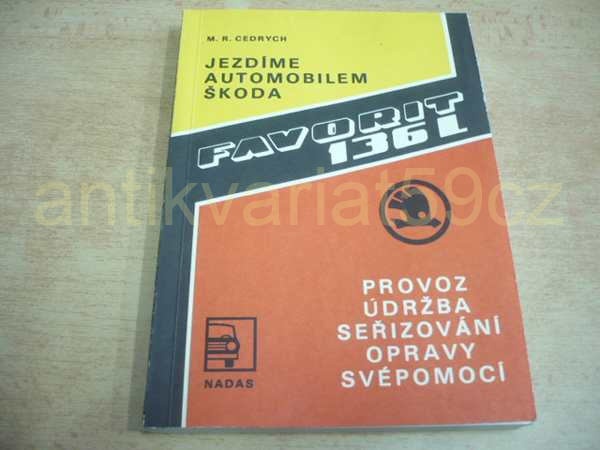 M. R. CEDRYCH
JEZDÍME
AUTOMOBILEM
ŠKODA
FAVORIT
136 L
antikvariat59cz
PROVOZ
ÚDRŽBA
SEŘIZOVÁNÍ
OPRAVY
SVÉPOMOCÍ
NADAS